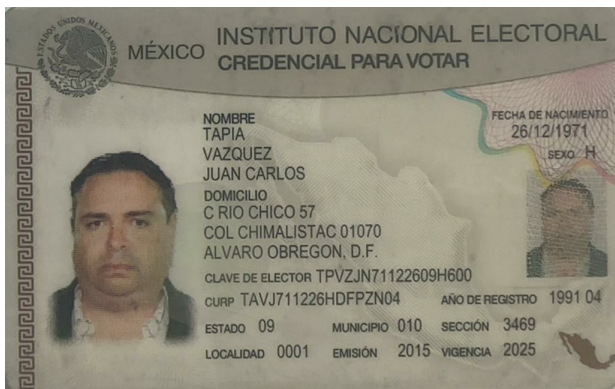 ESTADOS UNIDOS MEXICANOS
MÉXICO INSTITUTO NACIONAL ELECTORAL
CREDENCIAL PARA VOTAR
NOMBRE
TAPIA
VAZQUEZ
JUAN CARLOS
FECHA DE NACIMIENTO
26/12/1971
SEXO H
DOMICILIO
C RIO CHICO 57
COL CHIMALISTAC 01070
ALVARO OBREGON, D.F.
CLAVE DE ELECTOR TPVZJN71122609H600
CURP TAVJ711226HDFPZN04 AÑO DE REGISTRO 1991 04
ESTADO 09 MUNICIPIO 010 SECCIÓN 3469
LOCALIDAD 0001 EMISIÓN 2015 VIGENCIA 2025